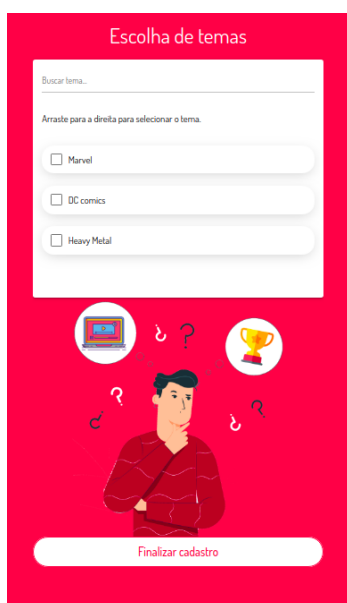 Escolha de temas
Buscar tema...
Arraste para a direita para selecionar o tema.
Marvel
DC comics
Heavy Metal
¿ ?
? ?
¿ ¿
Finalizar cadastro